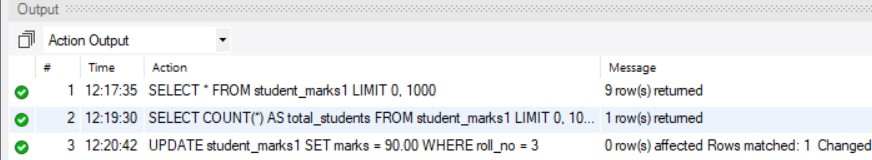 Output
Action Output
# Time Action Message
1 12:17:35 SELECT * FROM student_marks1 LIMIT 0, 1000 9 row(s) returned
2 12:19:30 SELECT COUNT(*) AS total_students FROM student_marks1 LIMIT 0, 10... 1 row(s) returned
3 12:20:42 UPDATE student_marks1 SET marks = 90.00 WHERE roll_no = 3 0 row(s) affected Rows matched: 1 Changed